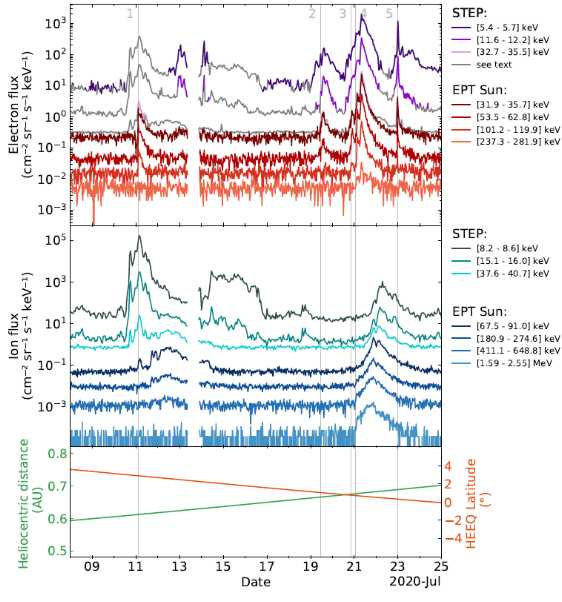 1 2 3 4 5
10³
10²
10¹
10⁰
10⁻¹
10⁻²
10⁻³
Electron flux
(cm⁻² sr s⁻¹ s⁻¹ keV⁻¹)
STEP:
[5.4 - 5.7] keV
[11.6 - 12.2] keV
[32.7 - 35.5] keV
see text
EPT Sun:
[31.9 - 35.7] keV
[53.5 - 62.8] keV
[101.2 - 119.9] keV
[237.3 - 281.9] keV
10⁵
10³
10¹
10⁻¹
10⁻³
Ion flux
(cm⁻² sr s⁻¹ s⁻¹ keV⁻¹)
STEP:
[8.2 - 8.6] keV
[15.1 - 16.0] keV
[37.6 - 40.7] keV
EPT Sun:
[67.5 - 91.0] keV
[180.9 - 274.6] keV
[411.1 - 648.8] keV
[1.59 - 2.55] MeV
0.8
0.7
0.6
0.5
Heliocentric distance
(AU)
4
2
0
−2
−4
HEEQ Latitude
(°)
09 11 13 15 17 19 21 23 25
Date
2020-Jul